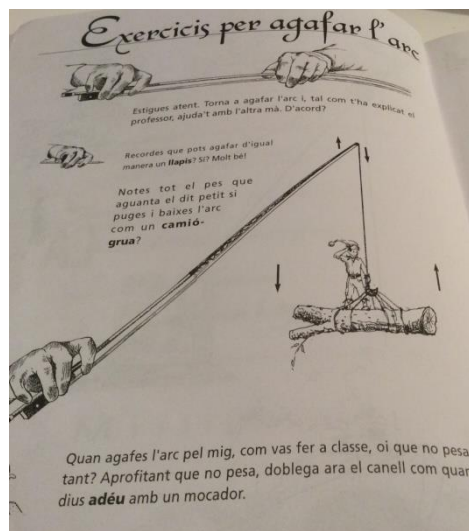 Exercicis per agafar l'arc
Estigues atent. Torna a agafar l'arc i, tal com t'ha explicat el
professor, ajuda't amb l'altra mà. D'acord?
Recordes que pots agafar d'igual
manera un llapis? Sí? Molt bé!
Notes tot el pes que
aguanta el dit petit si
puges i baixes l'arc
com un camió-
grua?
Quan agafes l'arc pel mig, com vas fer a classe, oi que no pesa
tant? Aprofitant que no pesa, doblega ara el canell com quan
dius adéu amb un mocador.